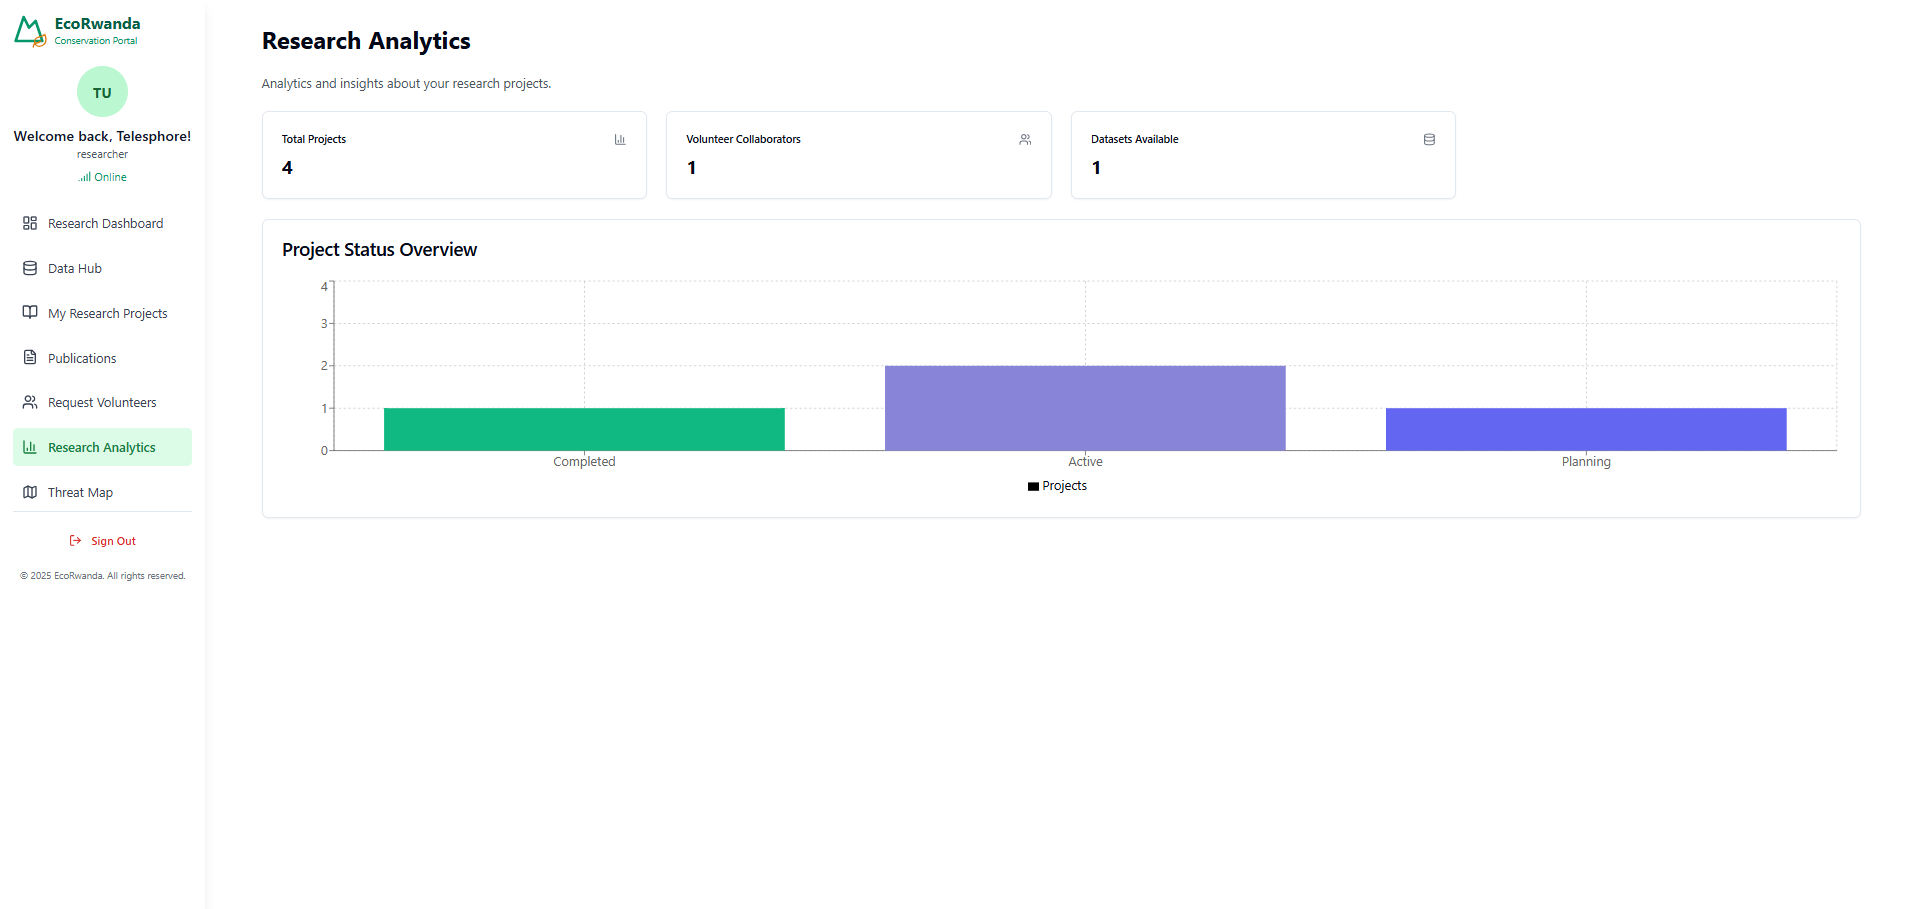 EcoRwanda
Conservation Portal
TU
Welcome back, Telesphore!
researcher
Online
Research Dashboard
Data Hub
My Research Projects
Publications
Request Volunteers
Research Analytics
Threat Map
Sign Out
© 2025 EcoRwanda. All rights reserved.
Research Analytics
Analytics and insights about your research projects.
Total Projects
4
Volunteer Collaborators
1
Datasets Available
1
Project Status Overview
4
3
2
1
0
Completed Active Planning
Projects